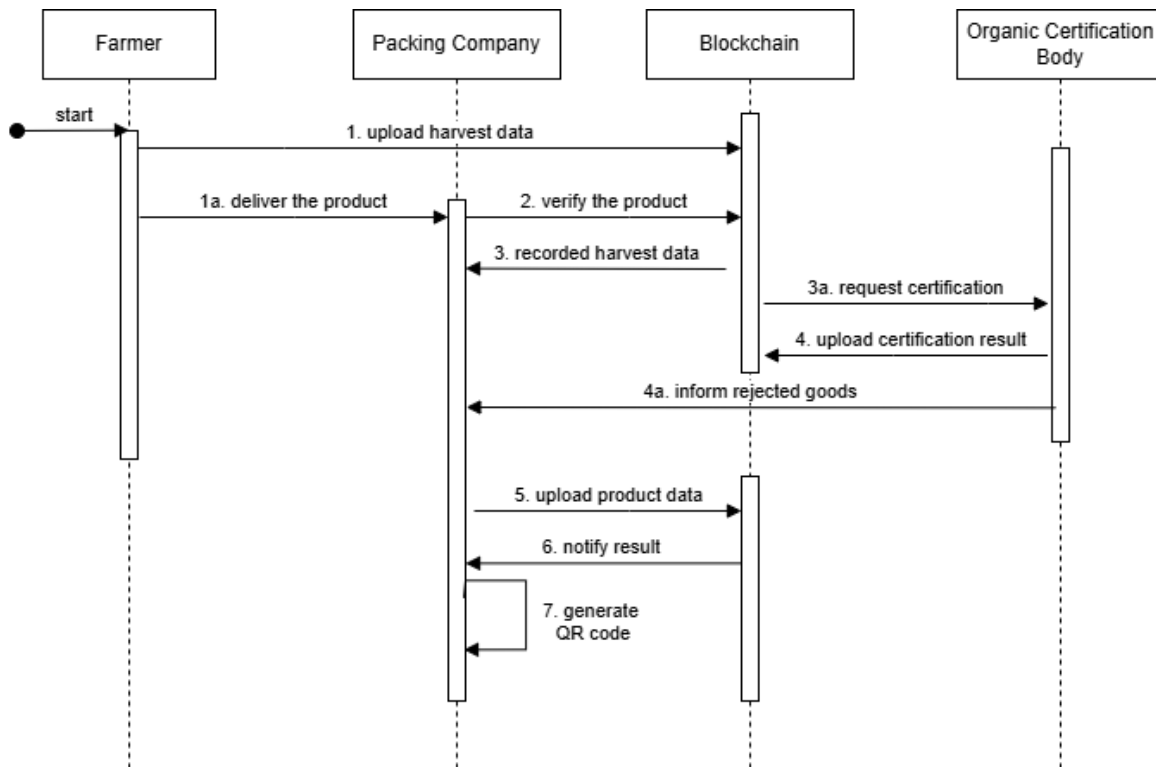 Farmer
Packing Company
Blockchain
Organic Certification
Body
start
1. upload harvest data
1a. deliver the product
2. verify the product
3. recorded harvest data
3a. request certification
4. upload certification result
4a. inform rejected goods
5. upload product data
6. notify result
7. generate
QR code